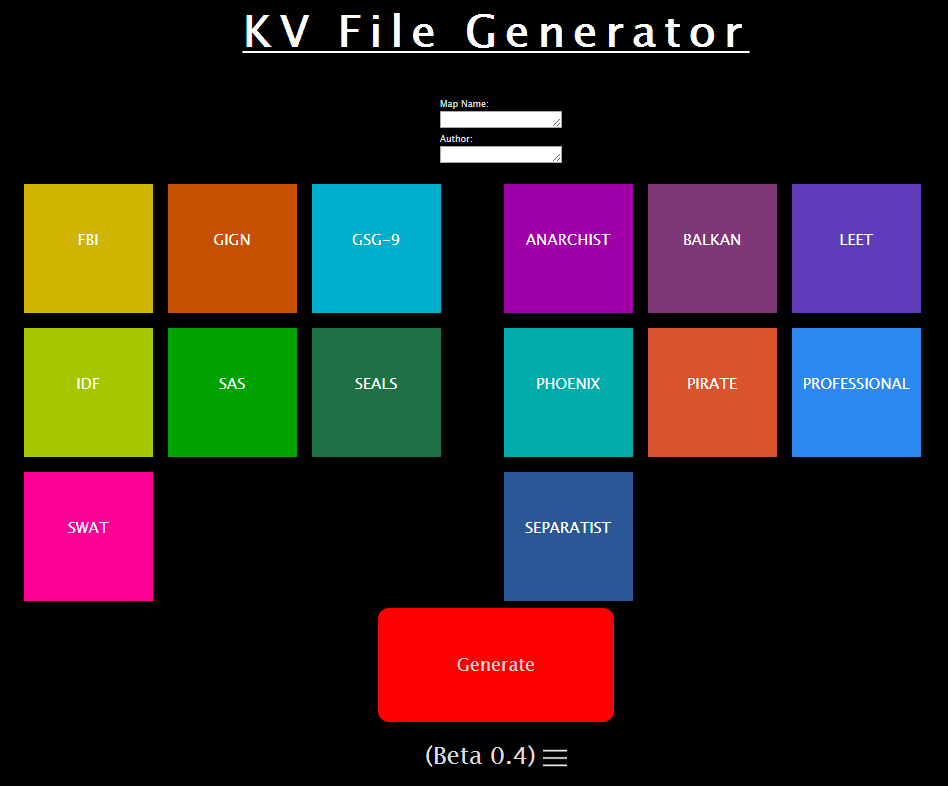 KV File Generator
Map Name:
Author:
FBI GIGN GSG-9 ANARCHIST BALKAN LEET
IDF SAS SEALS PHOENIX PIRATE PROFESSIONAL
SWAT SEPARATIST
Generate
(Beta 0.4)